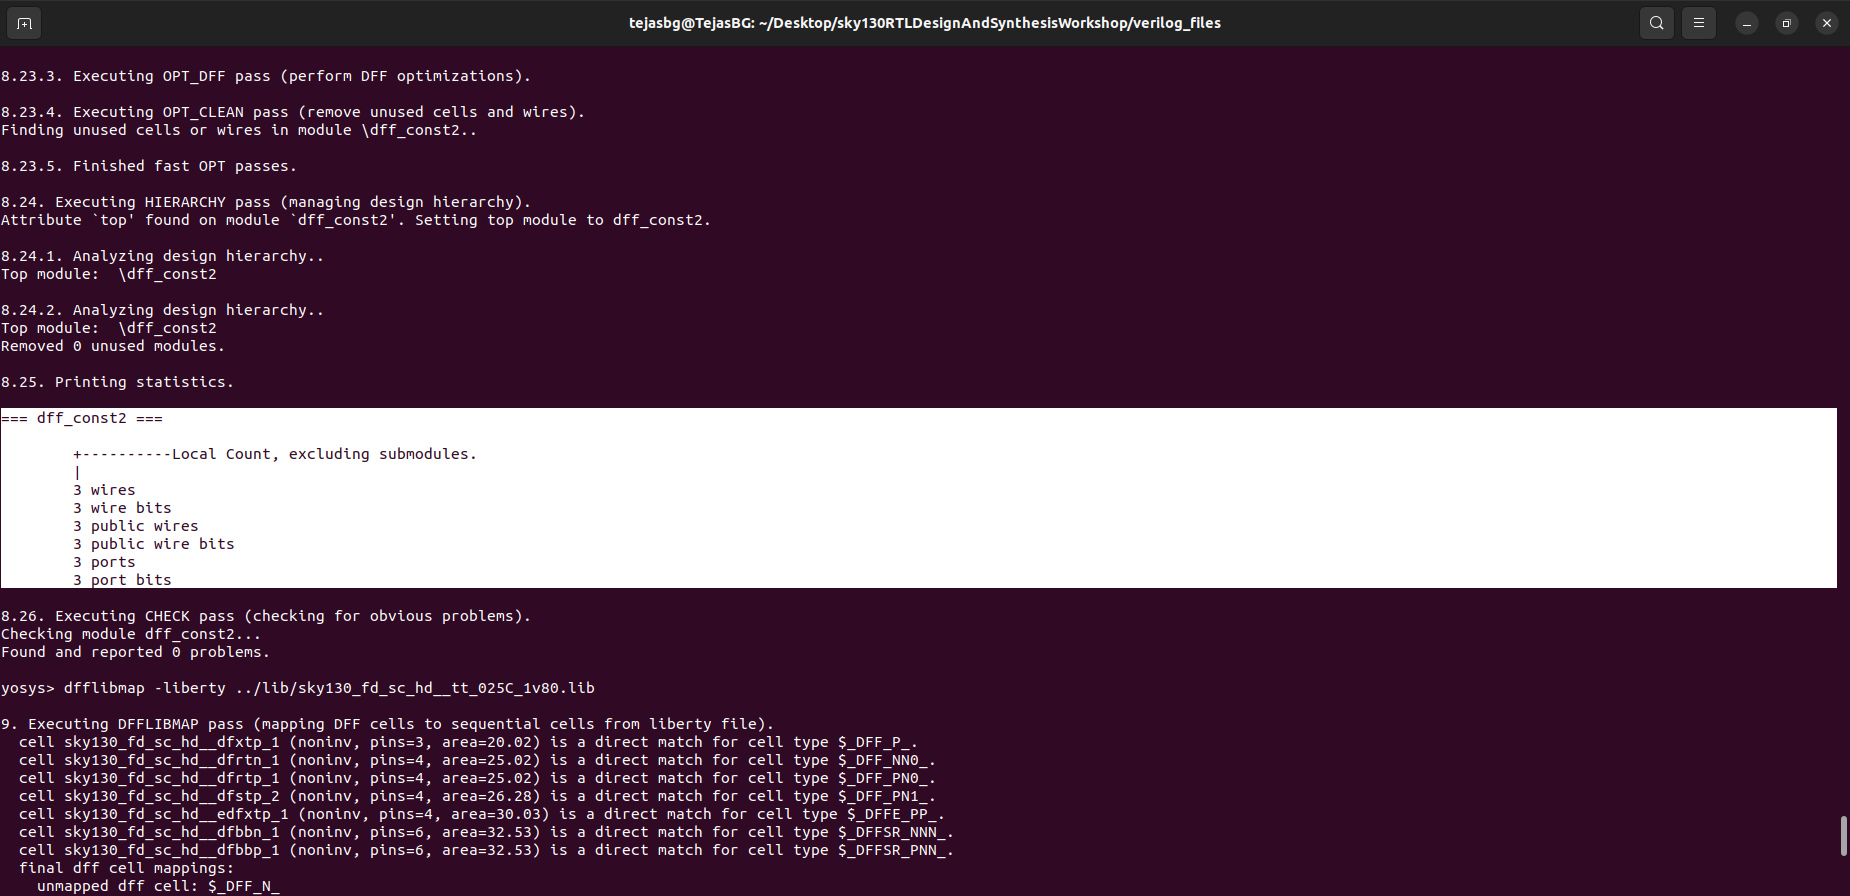 tejasbg@TejasBG: ~/Desktop/sky130RTLDesignAndSynthesisWorkshop/verilog_files
8.23.3. Executing OPT_DFF pass (perform DFF optimizations).
8.23.4. Executing OPT_CLEAN pass (remove unused cells and wires).
Finding unused cells or wires in module \dff_const2..
8.23.5. Finished fast OPT passes.
8.24. Executing HIERARCHY pass (managing design hierarchy).
Attribute `top' found on module `dff_const2'. Setting top module to dff_const2.
8.24.1. Analyzing design hierarchy..
Top module:  \dff_const2
8.24.2. Analyzing design hierarchy..
Top module:  \dff_const2
Removed 0 unused modules.
8.25. Printing statistics.
=== dff_const2 ===
        +----------Local Count, excluding submodules.
        |
        3 wires
        3 wire bits
        3 public wires
        3 public wire bits
        3 ports
        3 port bits
8.26. Executing CHECK pass (checking for obvious problems).
Checking module dff_const2...
Found and reported 0 problems.
yosys> dfflibmap -liberty ../lib/sky130_fd_sc_hd__tt_025C_1v80.lib
9. Executing DFFLIBMAP pass (mapping DFF cells to sequential cells from liberty file).
  cell sky130_fd_sc_hd__dfxtp_1 (noninv, pins=3, area=20.02) is a direct match for cell type $_DFF_P_.
  cell sky130_fd_sc_hd__dfrtn_1 (noninv, pins=4, area=25.02) is a direct match for cell type $_DFF_NN0_.
  cell sky130_fd_sc_hd__dfrtp_1 (noninv, pins=4, area=25.02) is a direct match for cell type $_DFF_PN0_.
  cell sky130_fd_sc_hd__dfstp_2 (noninv, pins=4, area=26.28) is a direct match for cell type $_DFF_PN1_.
  cell sky130_fd_sc_hd__edfxtp_1 (noninv, pins=4, area=30.03) is a direct match for cell type $_DFFE_PP_.
  cell sky130_fd_sc_hd__dfbbn_1 (noninv, pins=6, area=32.53) is a direct match for cell type $_DFFSR_NNN_.
  cell sky130_fd_sc_hd__dfbbp_1 (noninv, pins=6, area=32.53) is a direct match for cell type $_DFFSR_PNN_.
  final dff cell mappings:
    unmapped dff cell: $_DFF_N_